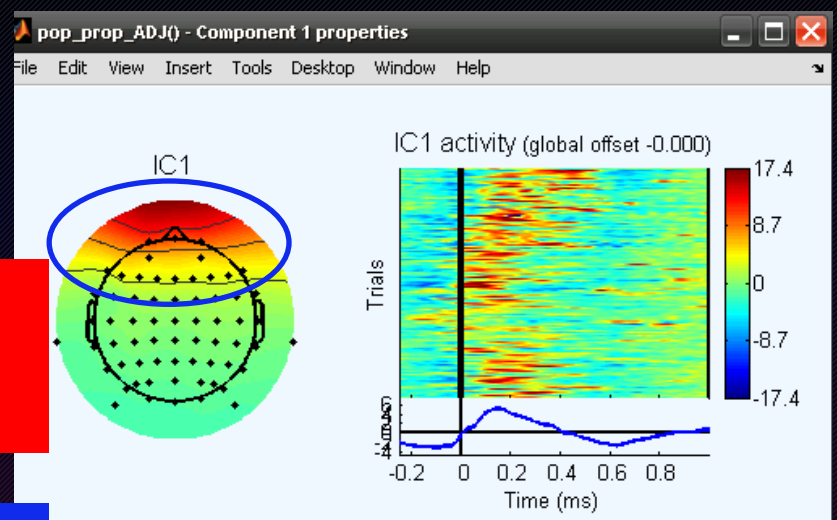 pop_prop_ADJ() - Component 1 properties
File Edit View Insert Tools Desktop Window Help
IC1
IC1 activity (global offset -0.000)
17.4
8.7
0
-8.7
-17.4
Trials
-4
-0.2 0 0.2 0.4 0.6 0.8
Time (ms)